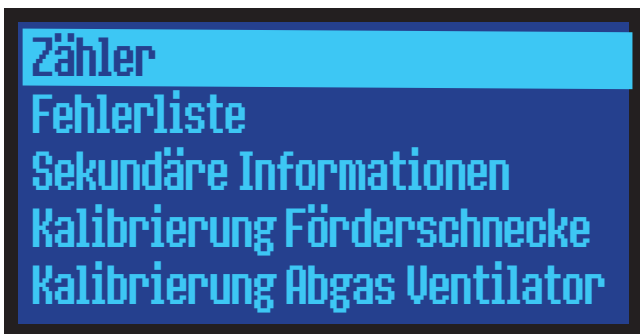 Zähler
Fehlerliste
Sekundäre Informationen
Kalibrierung Förderschnecke
Kalibrierung Abgas Ventilator